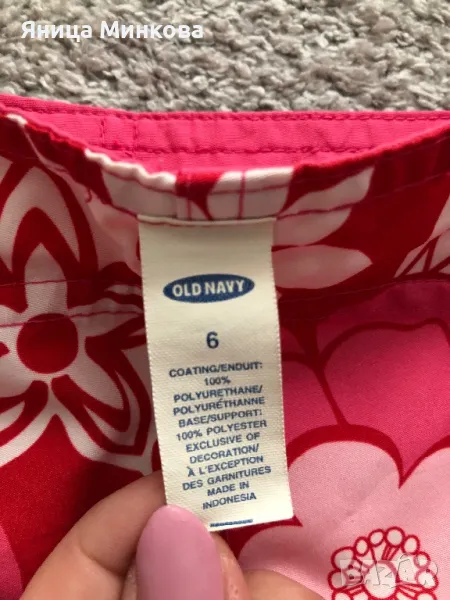 Яница Минкова
OLD NAVY
6
COATING/ENDUIT:
100%
POLYURETHANE/
POLYURÉTHANNE
BASE/SUPPORT:
100% POLYESTER
EXCLUSIVE OF
DECORATION/
À L'EXCEPTION
DES GARNITURES
MADE IN
INDONESIA